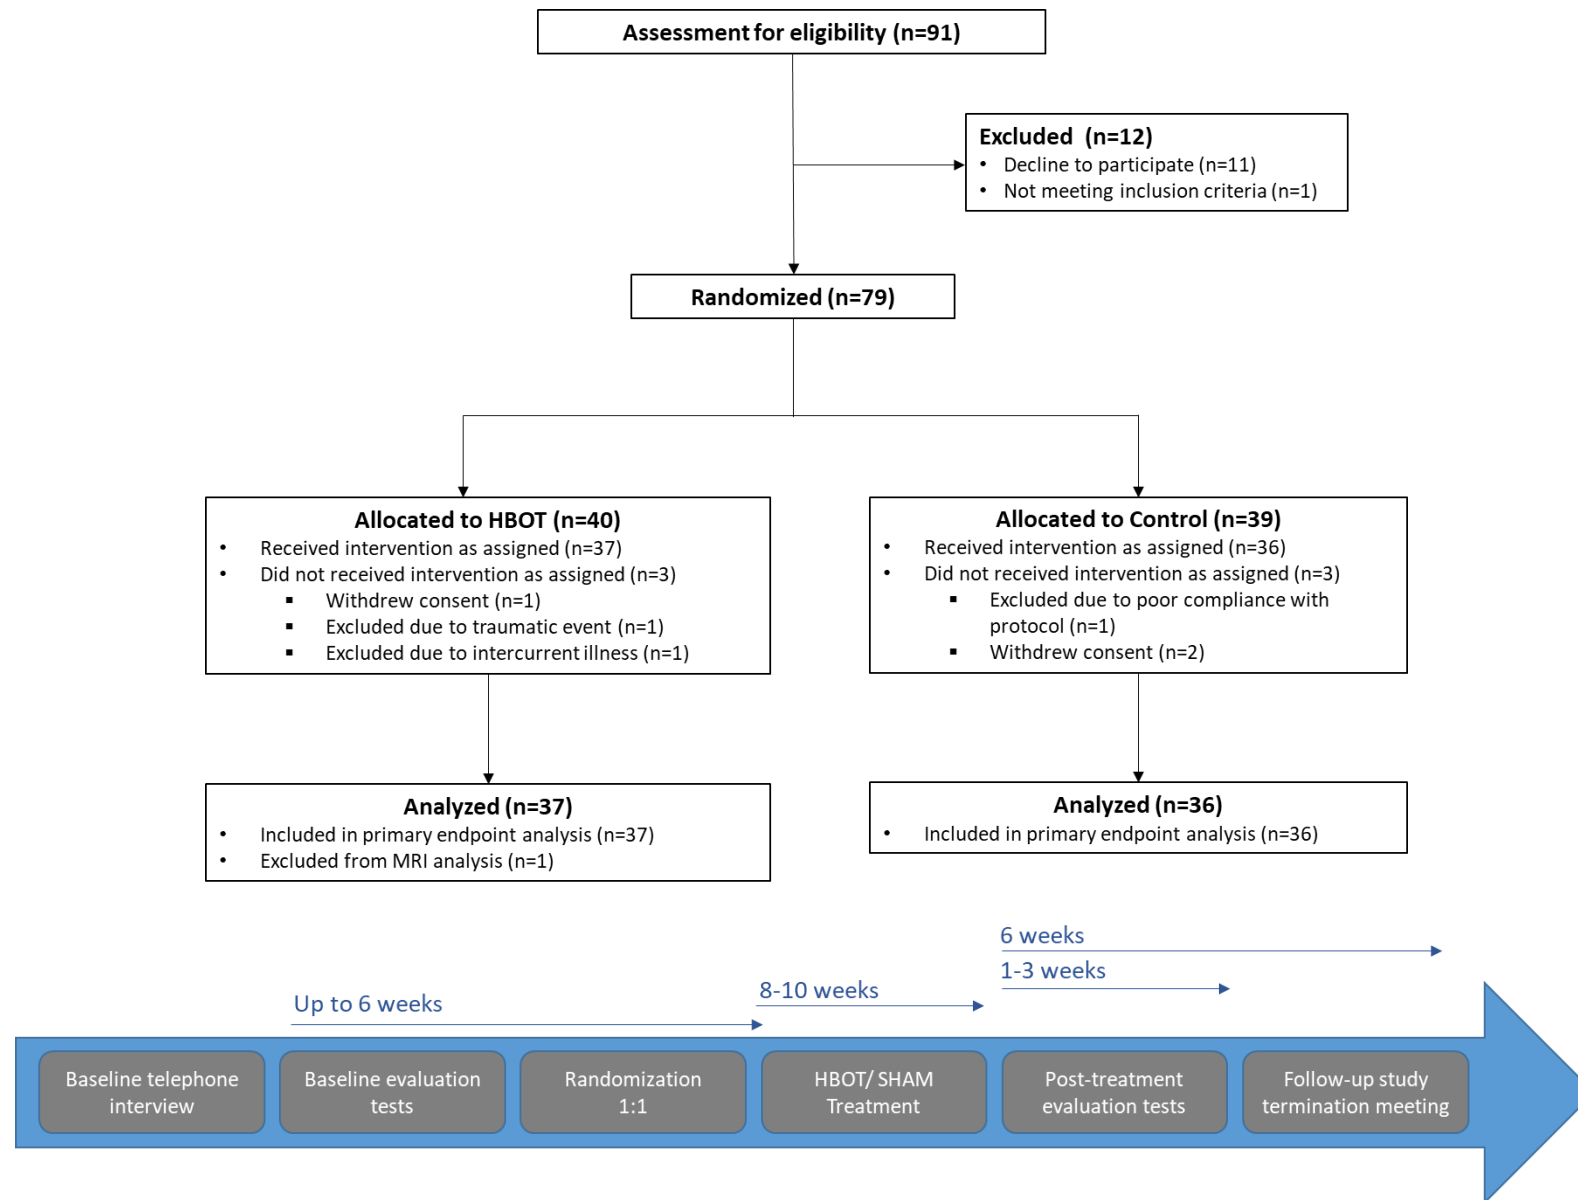 Assessment for eligibility (n=91)
Excluded (n=12)
• Decline to participate (n=11)
• Not meeting inclusion criteria (n=1)
Randomized (n=79)
Allocated to HBOT (n=40)
• Received intervention as assigned (n=37)
• Did not received intervention as assigned (n=3)
▪ Withdrew consent (n=1)
▪ Excluded due to traumatic event (n=1)
▪ Excluded due to intercurrent illness (n=1)
Allocated to Control (n=39)
• Received intervention as assigned (n=36)
• Did not received intervention as assigned (n=3)
▪ Excluded due to poor compliance with
protocol (n=1)
▪ Withdrew consent (n=2)
Analyzed (n=37)
• Included in primary endpoint analysis (n=37)
• Excluded from MRI analysis (n=1)
Analyzed (n=36)
• Included in primary endpoint analysis (n=36)
Up to 6 weeks
8-10 weeks
6 weeks
1-3 weeks
Baseline telephone
interview
Baseline evaluation
tests
Randomization
1:1
HBOT/ SHAM
Treatment
Post-treatment
evaluation tests
Follow-up study
termination meeting